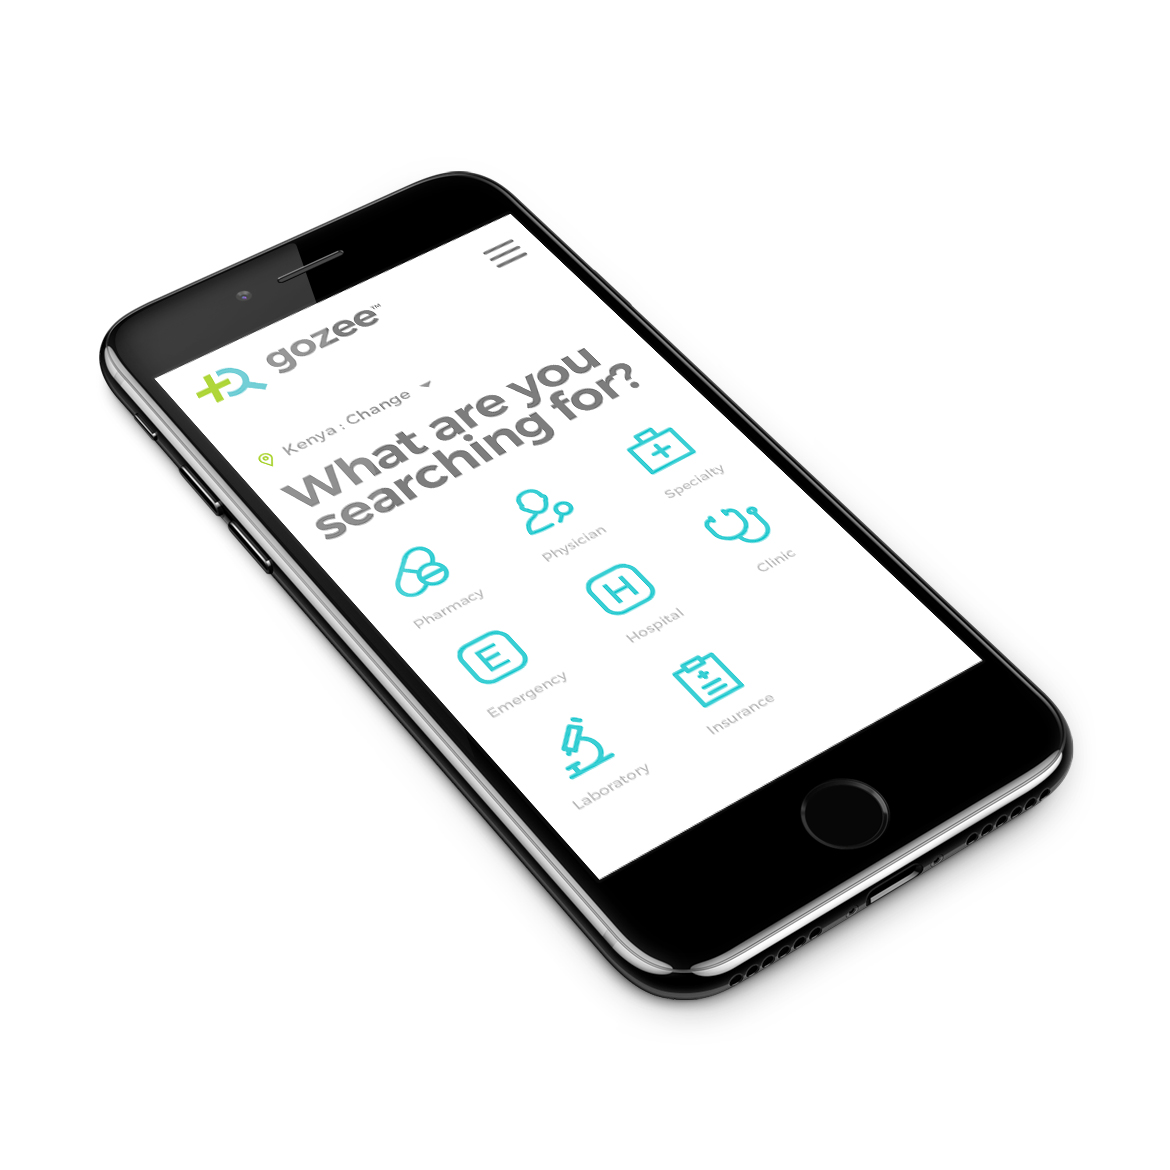 gozee™
Kenya : Change
What are you
searching for?
Pharmacy
Physician
Specialty
E
Emergency
H
Hospital
Clinic
Laboratory
Insurance